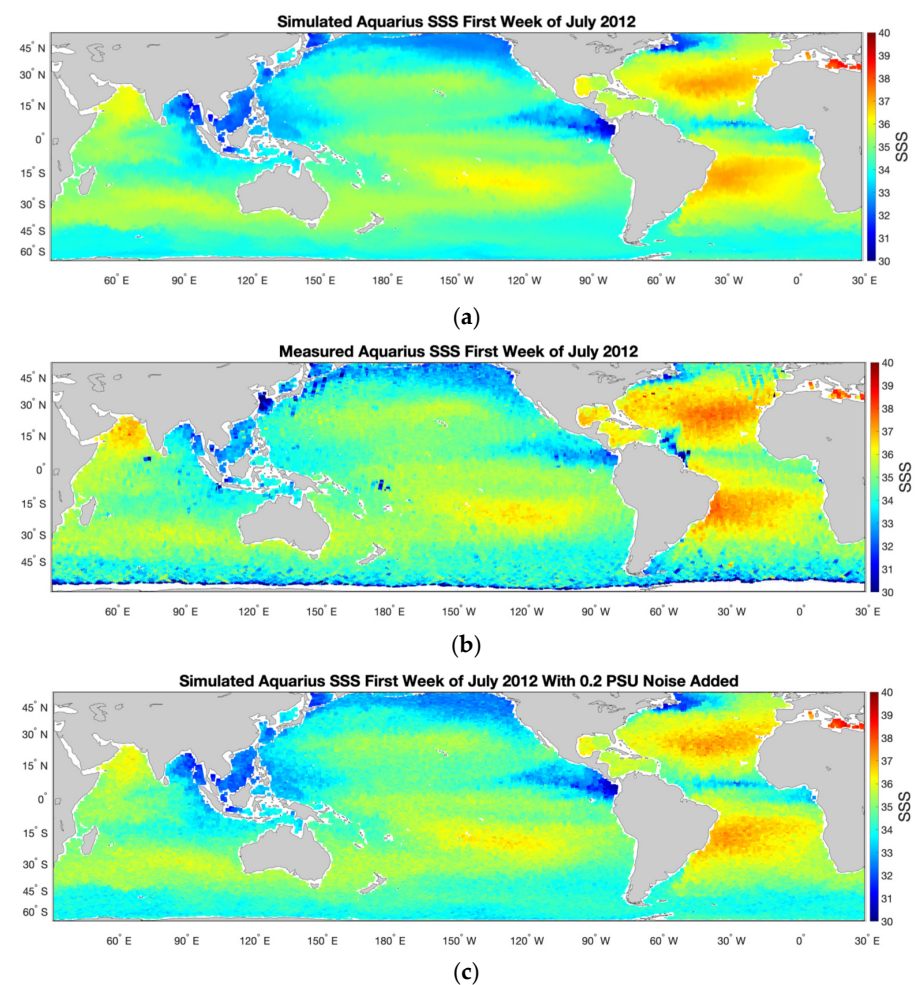 Simulated Aquarius SSS First Week of July 2012
45° N
30° N
15° N
0°
15° S
30° S
45° S
60° S
60° E
90° E
120° E
150° E
180° E
150° W
120° W
90° W
60° W
30° W
0°
30° E
40
39
38
37
36
35
34
33
32
31
30
SSS
(a)
Measured Aquarius SSS First Week of July 2012
45° N
30° N
15° N
0°
15° S
30° S
45° S
60° E
90° E
120° E
150° E
180° E
150° W
120° W
90° W
60° W
30° W
0°
30° E
40
39
38
37
36
35
34
33
32
31
30
SSS
(b)
Simulated Aquarius SSS First Week of July 2012 With 0.2 PSU Noise Added
45° N
30° N
15° N
0°
15° S
30° S
45° S
60° S
60° E
90° E
120° E
150° E
180° E
150° W
120° W
90° W
60° W
30° W
0°
30° E
40
39
38
37
36
35
34
33
32
31
30
SSS
(c)